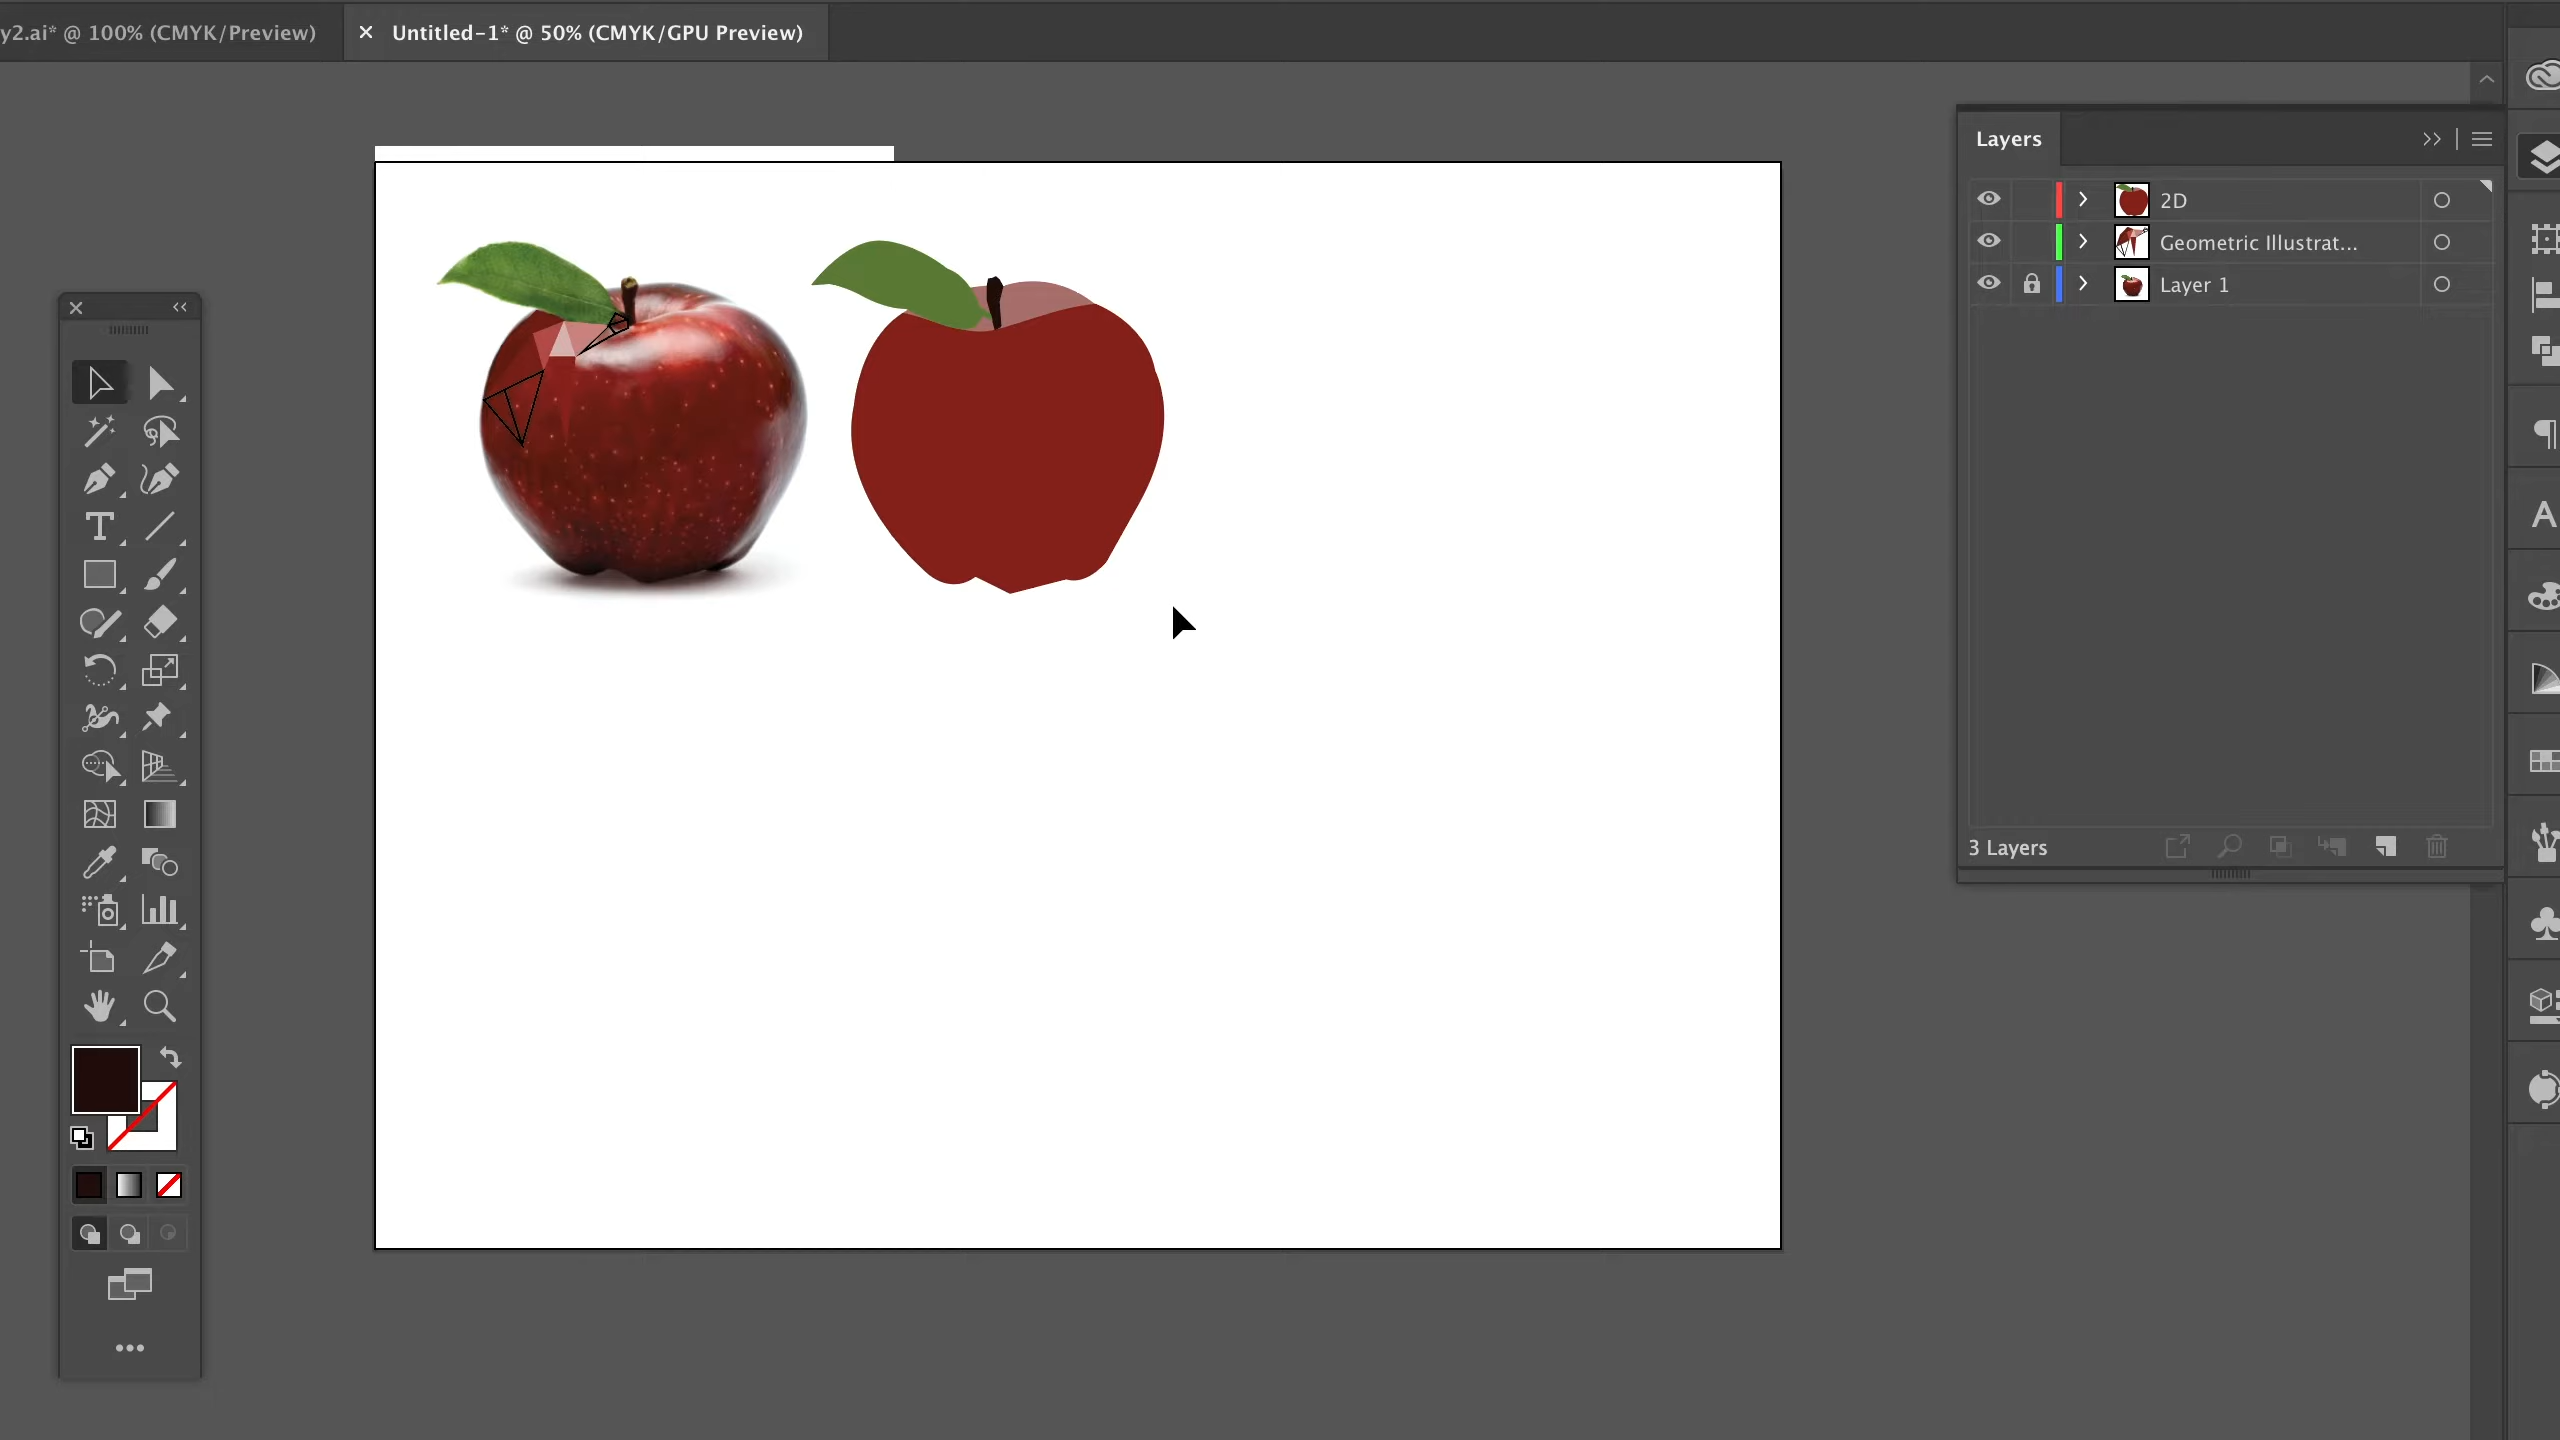 y2.ai* @ 100% (CMYK/Preview)
Untitled-1* @ 50% (CMYK/GPU Preview)
Layers
2D
Geometric Illustrat...
Layer 1
3 Layers